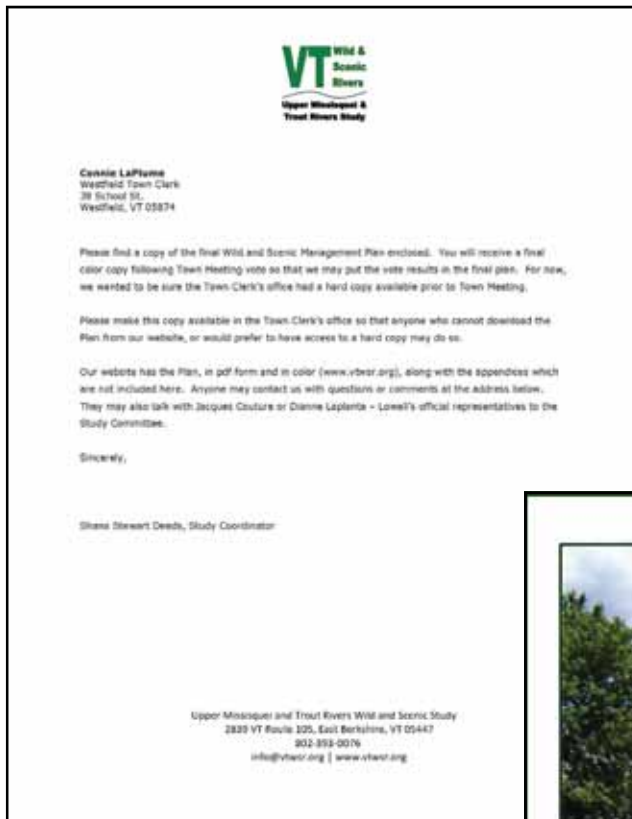 VT Wild &
Scenic
Rivers
Upper Missisquoi &
Trout Rivers Study
Connie LaPlume
Westfield Town Clerk
38 School St.
Westfield, VT 05874
Please find a copy of the final Wild and Scenic Management Plan enclosed. You will receive a final
color copy following Town Meeting vote so that we may put the vote results in the final plan. For now,
we wanted to be sure the Town Clerk's office had a hard copy available prior to Town Meeting.
Please make this copy available in the Town Clerk's office so that anyone who cannot download the
Plan from our website, or would prefer to have access to a hard copy may do so.
Our website has the Plan, in pdf form and in color (www.vtwsr.org), along with the appendices which
are not included here. Anyone may contact us with questions or comments at the address below.
They may also talk with Jacques Couture or Dianne Laplante – Lowell's official representatives to the
Study Committee.
Sincerely,
Shana Stewart Deeds, Study Coordinator
Upper Missisquoi and Trout Rivers Wild and Scenic Study
2839 VT Route 105, East Berkshire, VT 05447
802-393-0076
info@vtwsr.org | www.vtwsr.org